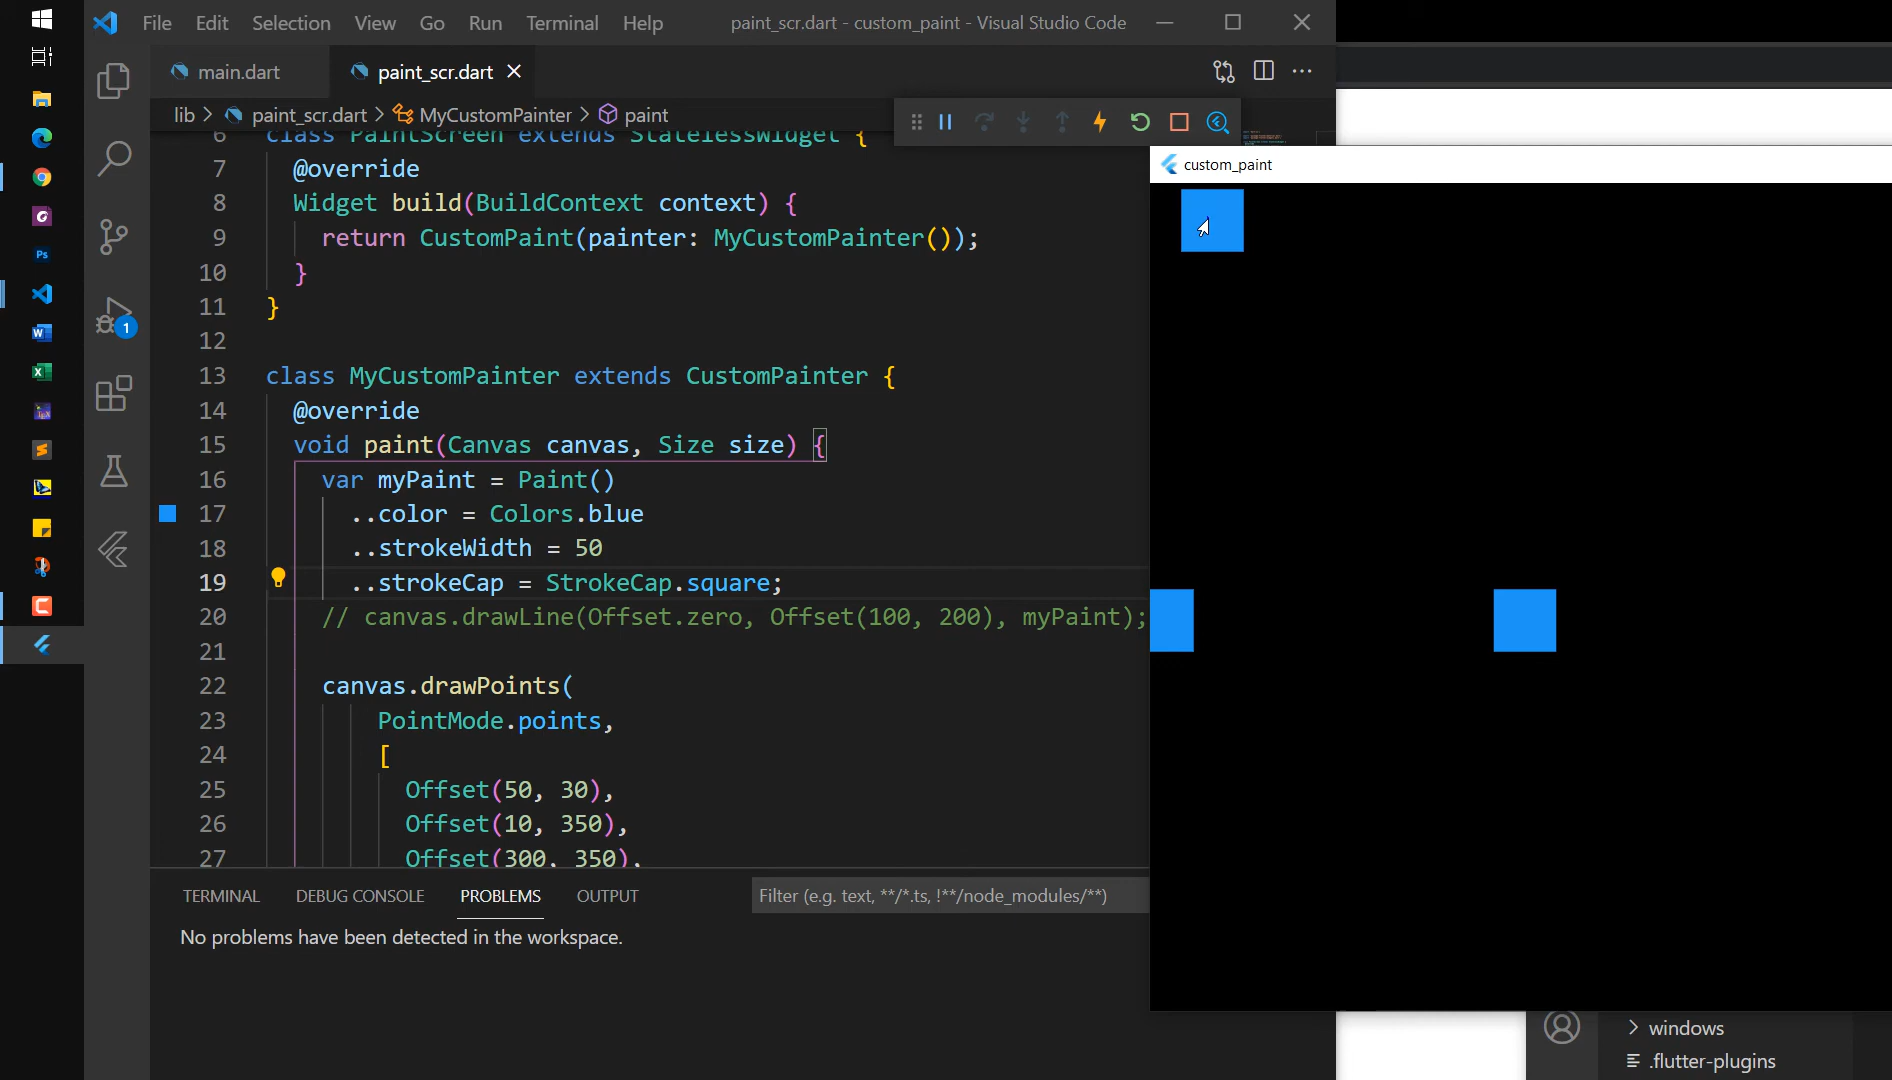 File Edit Selection View Go Run Terminal Help
paint_scr.dart - custom_paint - Visual Studio Code
main.dart
paint_scr.dart
lib > paint_scr.dart > MyCustomPainter > paint
6 class PaintScreen extends StatelessWidget {
7 @override
8 Widget build(BuildContext context) {
9 return CustomPaint(painter: MyCustomPainter());
10 }
11 }
12
13 class MyCustomPainter extends CustomPainter {
14 @override
15 void paint(Canvas canvas, Size size) {
16 var myPaint = Paint()
17 ..color = Colors.blue
18 ..strokeWidth = 50
19 ..strokeCap = StrokeCap.square;
20 // canvas.drawLine(Offset.zero, Offset(100, 200), myPaint);
21
22 canvas.drawPoints(
23 PointMode.points,
24 [
25 Offset(50, 30),
26 Offset(10, 350),
27 Offset(300, 350),
custom_paint
1
TERMINAL DEBUG CONSOLE PROBLEMS OUTPUT
Filter (e.g. text, **/*.ts, !**/node_modules/**)
No problems have been detected in the workspace.
> windows
.flutter-plugins